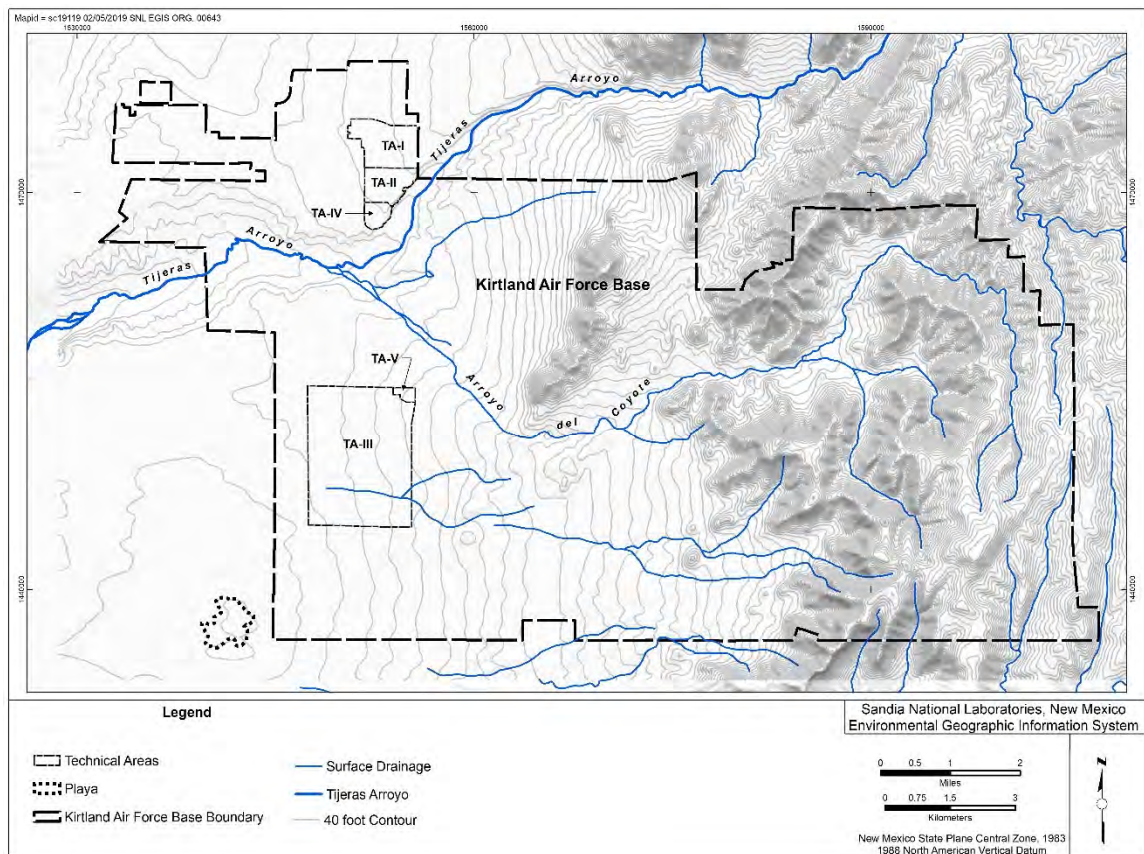 Mapid = sc19119 02/05/2019 SNL EGIS ORG. 00643
1530000
1560000
1590000
Arroyo
Tijeras
TA-I
TA-II
TA-IV
1470000
1470000
Arroyo
Tijeras
Kirtland Air Force Base
TA-V
Arroyo
del
Coyote
TA-III
1440000
1440000
Legend
Technical Areas
Playa
Kirtland Air Force Base Boundary
Surface Drainage
Tijeras Arroyo
40 foot Contour
Sandia National Laboratories, New Mexico
Environmental Geographic Information System
0 0.5 1 2
Miles
0 0.75 1.5 3
Kilometers
New Mexico State Plane Central Zone, 1983
1988 North American Vertical Datum
N